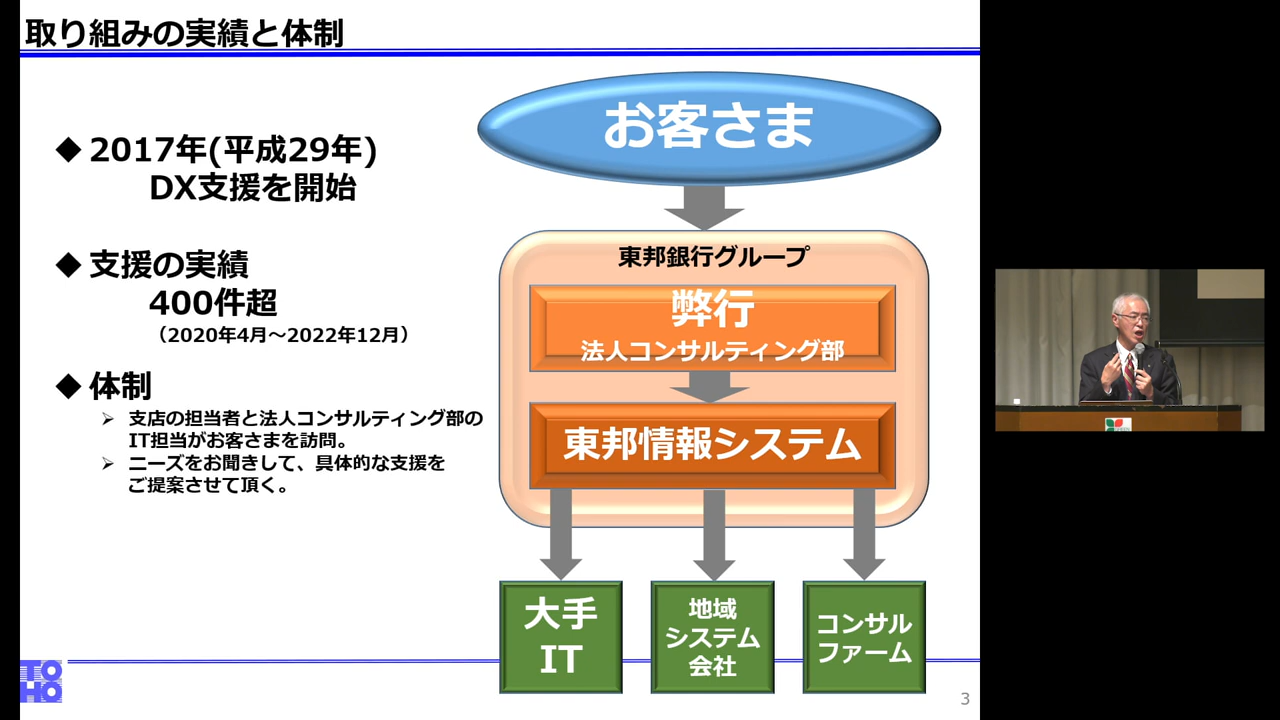 取り組みの実績と体制
◆ 2017年(平成29年)
DX支援を開始
◆ 支援の実績
400件超
（2020年4月～2022年12月）
◆ 体制
➢ 支店の担当者と法人コンサルティング部の
IT担当がお客さまを訪問。
➢ ニーズをお聞きして、具体的な支援を
ご提案させて頂く。
お客さま
東邦銀行グループ
弊行
法人コンサルティング部
東邦情報システム
大手
IT
地域
システム
会社
コンサル
ファーム
TO
HO
3